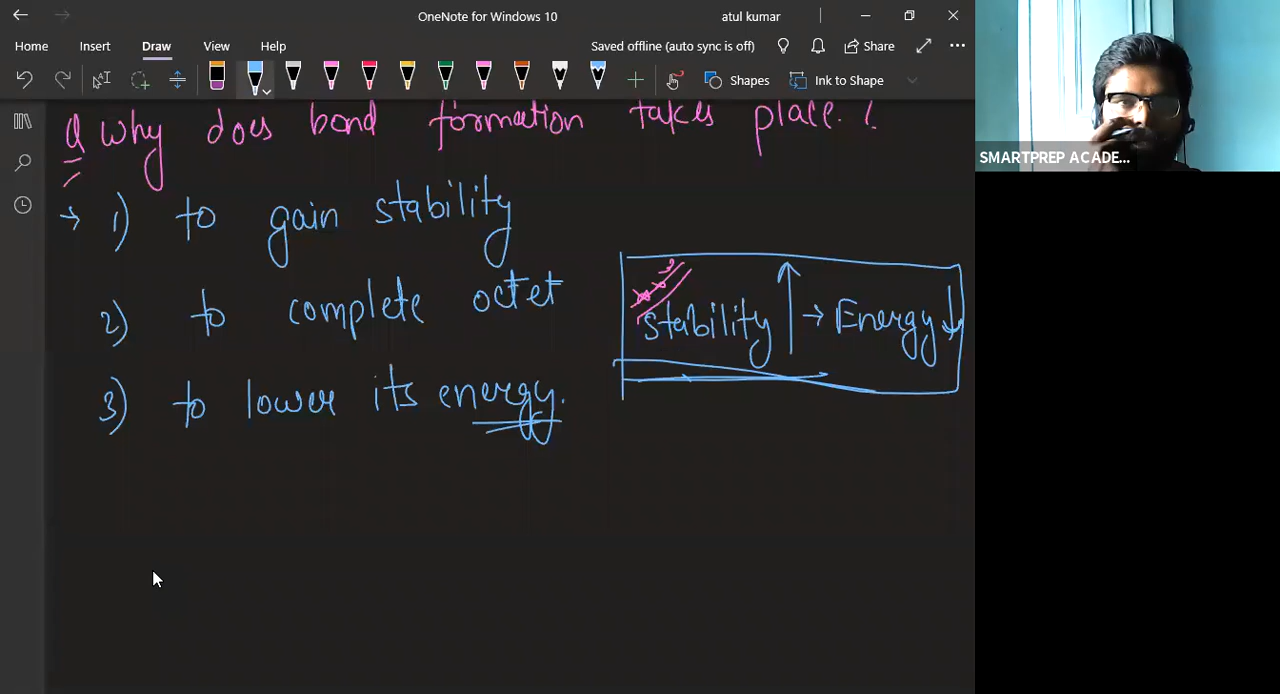 OneNote for Windows 10
atul kumar
Home Insert Draw View Help
Saved offline (auto sync is off)
Share
Shapes
Ink to Shape
SMARTPREP ACADE...
Q Why does bond formation takes place. ?
→ 1) to gain stability
2) to complete octet
3) to lower its energy.
Stability ↑ → Energy ↓